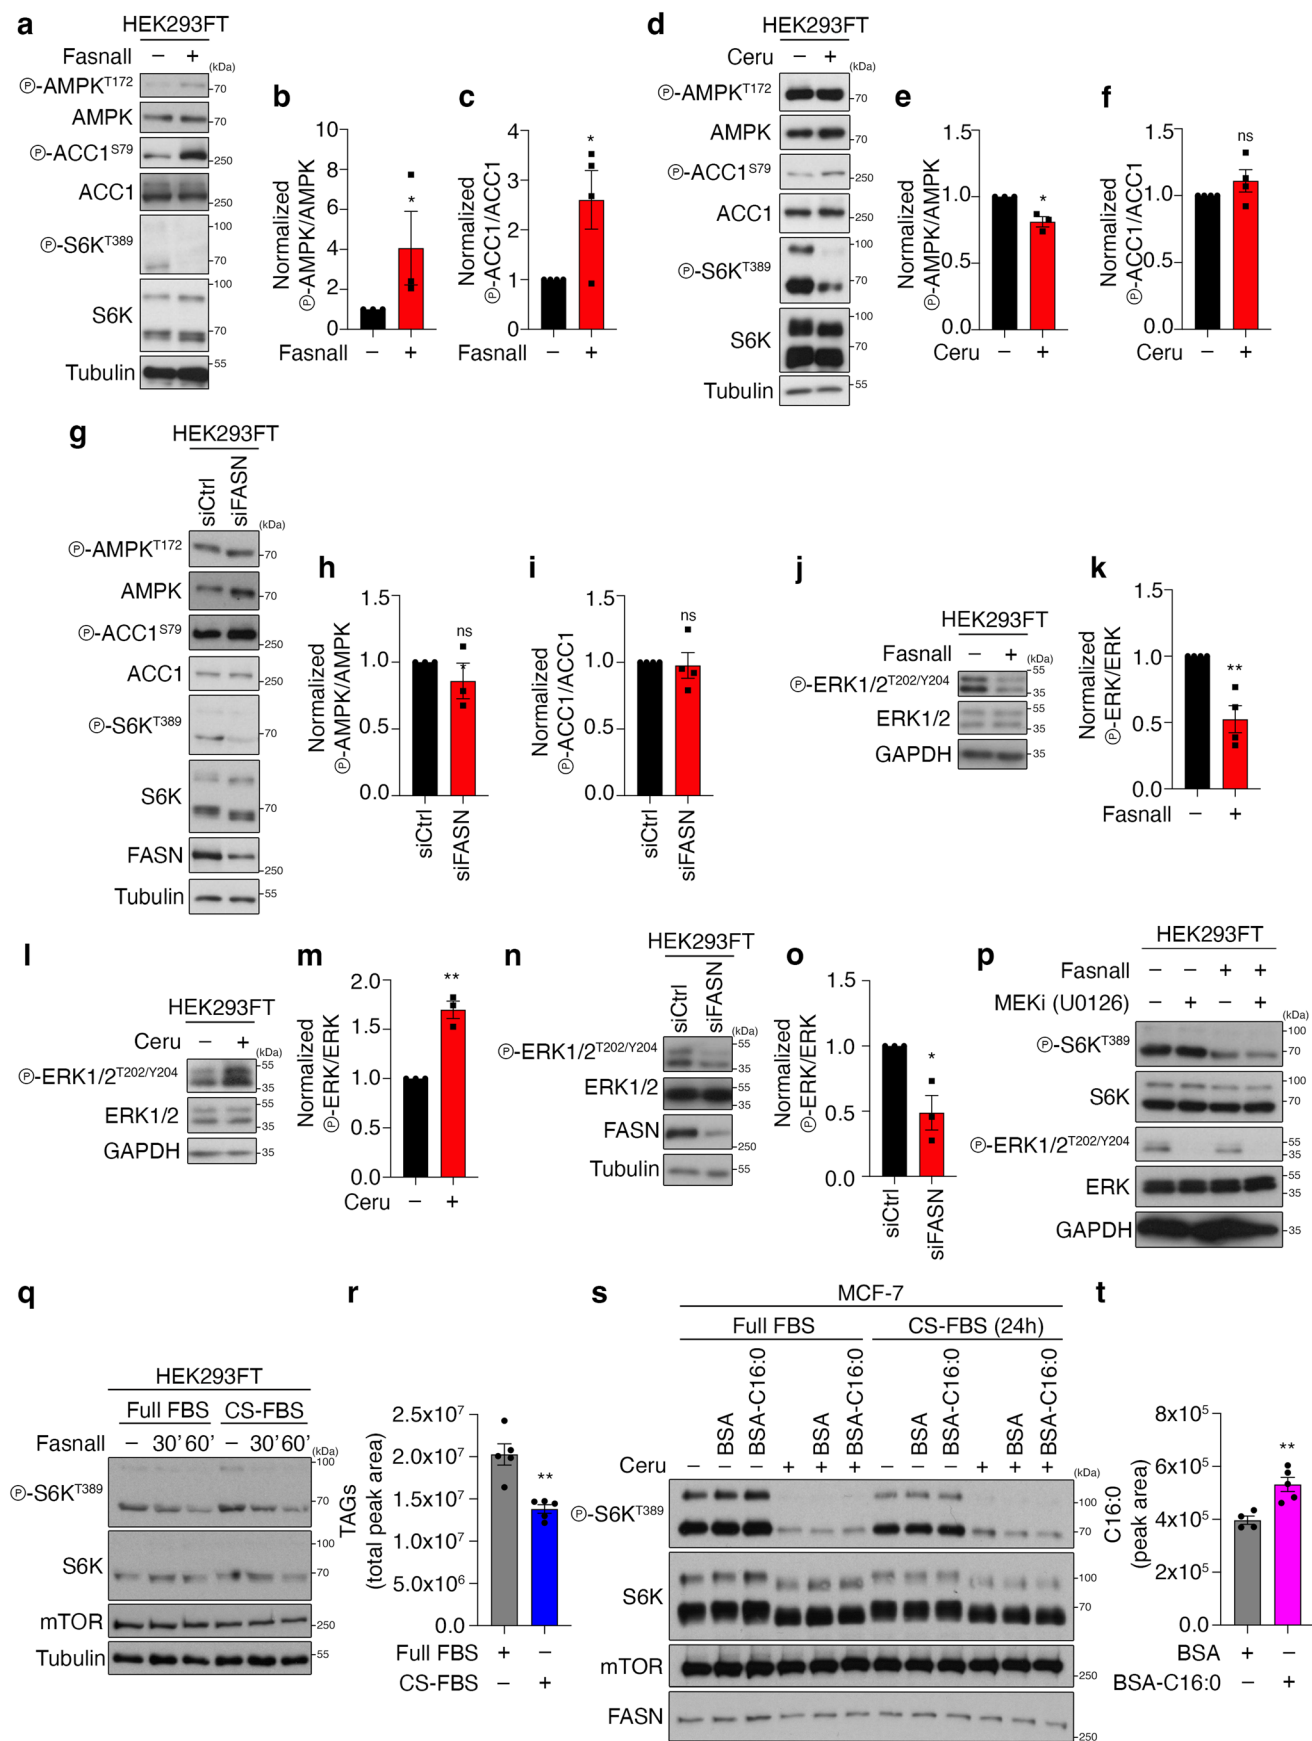 a
HEK293FT
Fasnall − +
(kDa)
Ⓟ-AMPKT172
-70
AMPK
-70
Ⓟ-ACC1S79
-250
ACC1
-250
Ⓟ-S6KT389
-100
-70
S6K
-100
-70
Tubulin
-55
b
Normalized
Ⓟ-AMPK/AMPK
10
8
6
4
2
0
*
Fasnall − +
c
Normalized
Ⓟ-ACC1/ACC1
4
3
2
1
0
*
Fasnall − +
d
HEK293FT
Ceru − +
(kDa)
Ⓟ-AMPKT172
-70
AMPK
-70
Ⓟ-ACC1S79
ACC1
-250
Ⓟ-S6KT389
-100
-70
S6K
-100
-70
Tubulin
-55
e
Normalized
Ⓟ-AMPK/AMPK
1.5
1.0
0.5
0.0
*
Ceru − +
f
Normalized
Ⓟ-ACC1/ACC1
1.5
1.0
0.5
0.0
ns
Ceru − +
g
HEK293FT
siCtrl
siFASN
(kDa)
Ⓟ-AMPKT172
-70
AMPK
-70
Ⓟ-ACC1S79
-250
ACC1
-250
Ⓟ-S6KT389
-70
S6K
-70
FASN
-250
Tubulin
-55
h
Normalized
Ⓟ-AMPK/AMPK
1.5
1.0
0.5
0.0
ns
*
siCtrl
siFASN
i
Normalized
Ⓟ-ACC1/ACC1
1.5
1.0
0.5
0.0
ns
siCtrl
siFASN
j
HEK293FT
Fasnall − +
(kDa)
Ⓟ-ERK1/2T202/Y204
-55
-35
ERK1/2
-55
-35
GAPDH
-35
k
Normalized
Ⓟ-ERK/ERK
1.5
1.0
0.5
0.0
**
Fasnall − +
l
HEK293FT
Ceru − +
(kDa)
Ⓟ-ERK1/2T202/Y204
-55
-35
ERK1/2
-55
-35
GAPDH
-35
m
Normalized
Ⓟ-ERK/ERK
2.0
1.5
1.0
0.5
0.0
**
Ceru − +
n
HEK293FT
siCtrl
siFASN
(kDa)
Ⓟ-ERK1/2T202/Y204
-55
-35
ERK1/2
-55
-35
FASN
-250
Tubulin
-55
o
Normalized
Ⓟ-ERK/ERK
1.5
1.0
0.5
0.0
*
siCtrl
siFASN
p
HEK293FT
Fasnall − − + +
MEKi (U0126) − + − +
(kDa)
Ⓟ-S6KT389
-100
-70
S6K
-100
-70
Ⓟ-ERK1/2T202/Y204
-55
-35
ERK
-55
-35
GAPDH
-35
q
HEK293FT
Full FBS CS-FBS
Fasnall − 30’ 60’ − 30’ 60’
(kDa)
Ⓟ-S6KT389
-100
-70
S6K
-100
-70
mTOR
-250
Tubulin
-55
r
TAGs
(total peak area)
2.5x10⁷
2.0x10⁷
1.5x10⁷
1.0x10⁷
5.0x10⁶
0.0
**
Full FBS + −
CS-FBS − +
s
MCF-7
Full FBS CS-FBS (24h)
− BSA BSA-C16:0 + BSA BSA-C16:0 − BSA BSA-C16:0 + BSA BSA-C16:0
Ceru − − − + + + − − − + + +
(kDa)
Ⓟ-S6KT389
-100
-70
S6K
-100
-70
mTOR
-250
FASN
-250
t
C16:0
(peak area)
8x10⁵
6x10⁵
4x10⁵
2x10⁵
0.0
**
BSA + −
BSA-C16:0 − +